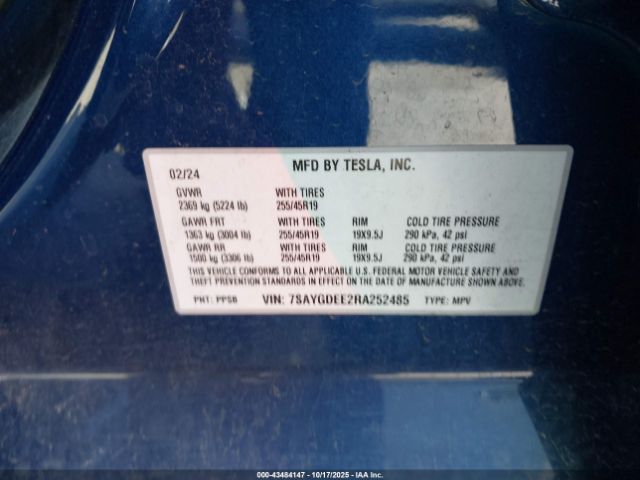 02/24 MFD BY TESLA, INC.
GVWR WITH TIRES
2369 kg (5224 lb) 255/45R19
GAWR FRT WITH TIRES RIM COLD TIRE PRESSURE
1363 kg (3004 lb) 255/45R19 19X9.5J 290 kPa, 42 psi
GAWR RR WITH TIRES RIM COLD TIRE PRESSURE
1500 kg (3306 lb) 255/45R19 19X9.5J 290 kPa, 42 psi
THIS VEHICLE CONFORMS TO ALL APPLICABLE U.S. FEDERAL MOTOR VEHICLE SAFETY AND
THEFT PREVENTION STANDARDS IN EFFECT ON THE DATE OF MANUFACTURE SHOWN ABOVE.
PNT: PPSB VIN: 7SAYGDEE2RA252485 TYPE: MPV
000-43484147 - 10/17/2025 - IAA Inc.